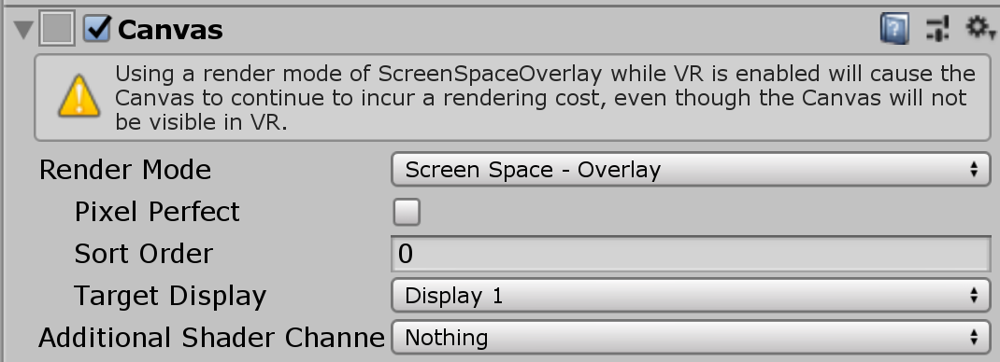 Canvas
Using a render mode of ScreenSpaceOverlay while VR is enabled will cause the
Canvas to continue to incur a rendering cost, even though the Canvas will not
be visible in VR.
Render Mode Screen Space - Overlay
Pixel Perfect
Sort Order 0
Target Display Display 1
Additional Shader Channe Nothing